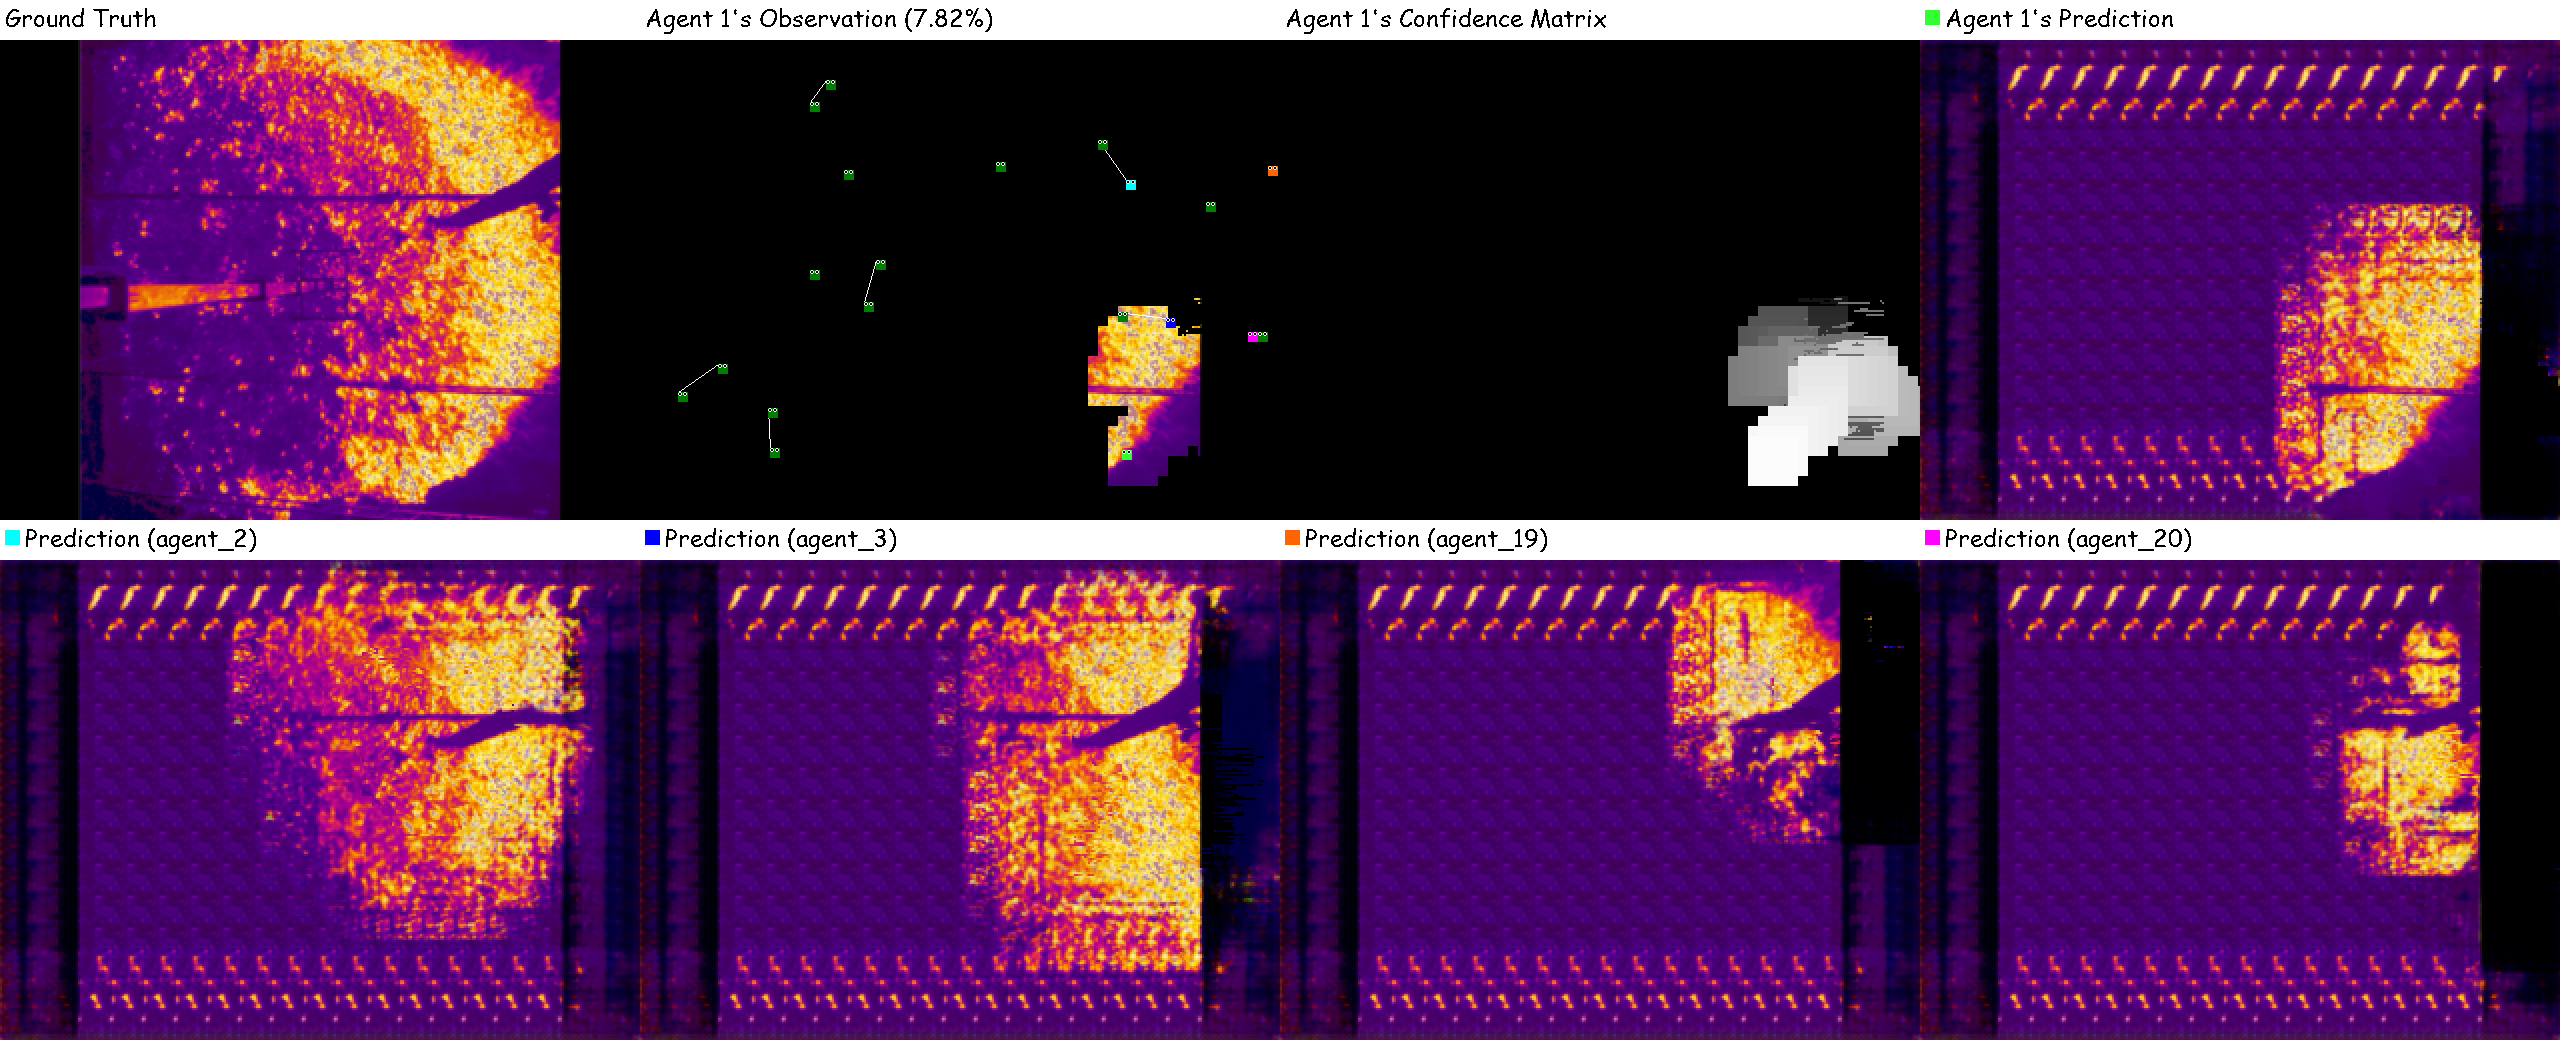 Ground Truth
Agent 1's Observation (7.82%)
Agent 1's Confidence Matrix
Agent 1's Prediction
Prediction (agent_2)
Prediction (agent_3)
Prediction (agent_19)
Prediction (agent_20)